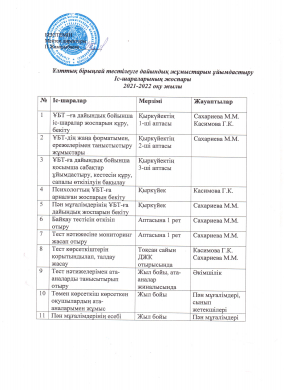 БЕКІТЕМІН
Ұлттық бірыңғай тестілеуге дайындық жұмыстарын ұйымдастыру
Іс-шараларының жоспары
2021-2022 оқу жылы
№ Іс-шаралар Мерзімі Жауаптылар
1 ҰБТ –ға дайындық бойынша Қыркүйектің Сахариева М.М.
іс-шаралар жоспарын құру, 1-ші аптасы Касимова Г.К.
бекіту
2 ҰБТ-дің жаңа форматымен, Қыркүйектің Сахариева М.М.
ережелерімен таныстыстыру 2-ші аптасы
жұмыстары
3 ҰБТ-ға дайындық бойынша Қыркүйектің Сахариева М.М.
қосымша сабақтар 3-ші аптасы
ұйымдастыру, кестесін құру,
сапалы өткізілуін бақылау
4 Психологтың ҰБТ-ға Қыркүйек Касимова Г.К.
арналған жоспарын бекіту
5 Пән мұғалімдерінің ҰБТ-ға Қыркүйек Сахариева М.М.
дайындық жоспарын бекіту
6 Байқау тестісін өткізіп Аптасына 1 рет Сахариева М.М.
отыру
7 Тест нәтижесіне мониторинг Аптасына 1 рет Сахариева М.М.
жасап отыру
8 Тест көрсеткіштерін Тоқсан сайын Касимова Г.К.
қорытындылап, талдау ДЖК Сахариева М.М.
жасау отырысында
9 Тест нәтижелерімен ата- Жыл бойы, ата- Әкімшілік
аналарды таныстырып аналар
отыру жиналысында
10 Төмен көрсеткіш көрсеткен Жыл бойы Пән мұғалімдері,
оқушылардың ата- сынып
аналарымен жұмыс жетекшілері
11 Пән мұғалімдерінің есебі Жыл бойы Пән мұғалімдері